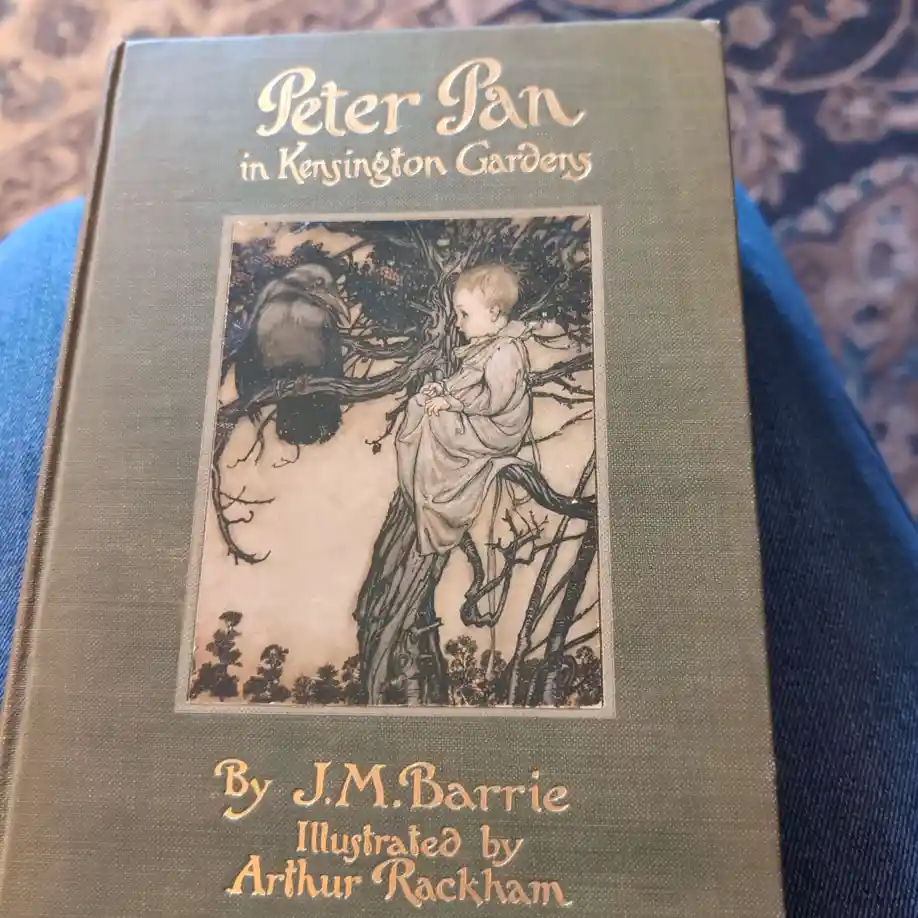 Peter Pan
in Kensington Gardens
By J.M.Barrie
Illustrated by
Arthur Rackham